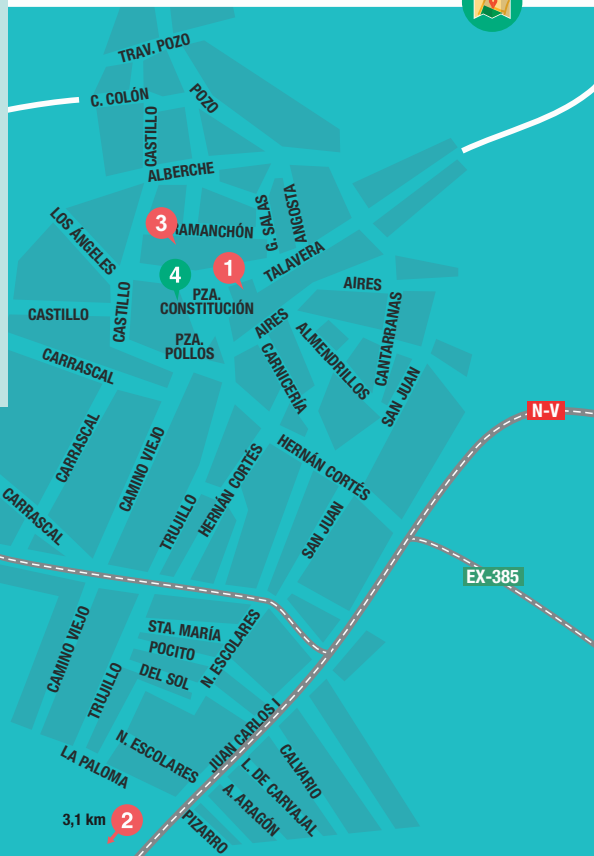 TRAV. POZO
C. COLÓN
POZO
CASTILLO
ALBERCHE
LOS ÁNGELES
3
RAMANCHÓN
G. SALAS
ANGOSTA
TALAVERA
4
1
PZA.
CONSTITUCIÓN
CASTILLO
CASTILLO
AIRES
AIRES
ALMENDRILLOS
CANTARRANAS
PZA.
POLLOS
CARNICERÍA
CARRASCAL
SAN JUAN
N-V
CARRASCAL
CAMINO VIEJO
HERNÁN CORTÉS
HERNÁN CORTÉS
CARRASCAL
TRUJILLO
SAN JUAN
EX-385
CAMINO VIEJO
STA. MARÍA
POCITO
DEL SOL
N. ESCOLARES
TRUJILLO
N. ESCOLARES
JUAN CARLOS I
LA PALOMA
CALVARIO
L. DE CARVAJAL
A. ARAGÓN
PIZARRO
3,1 km
2